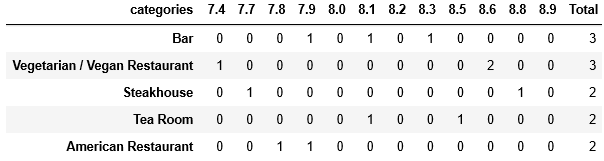 categories 7.4 7.7 7.8 7.9 8.0 8.1 8.2 8.3 8.5 8.6 8.8 8.9 Total
Bar 0 0 0 1 0 1 0 1 0 0 0 0 3
Vegetarian / Vegan Restaurant 1 0 0 0 0 0 0 0 0 2 0 0 3
Steakhouse 0 1 0 0 0 0 0 0 0 0 1 0 2
Tea Room 0 0 0 0 0 1 0 0 1 0 0 0 2
American Restaurant 0 0 1 1 0 0 0 0 0 0 0 0 2